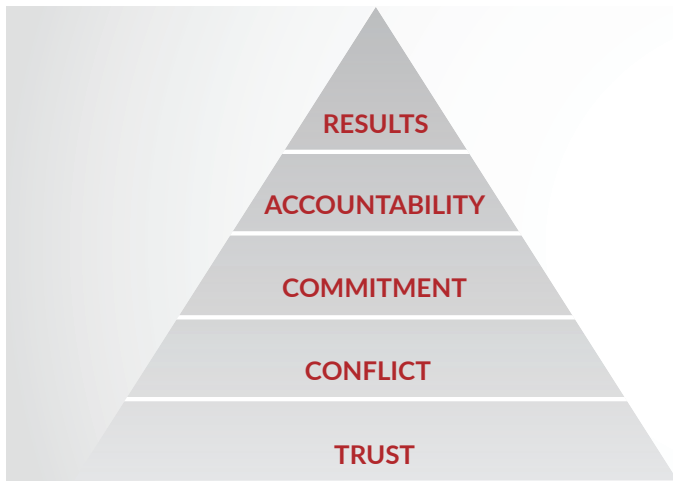 RESULTS
ACCOUNTABILITY
COMMITMENT
CONFLICT
TRUST